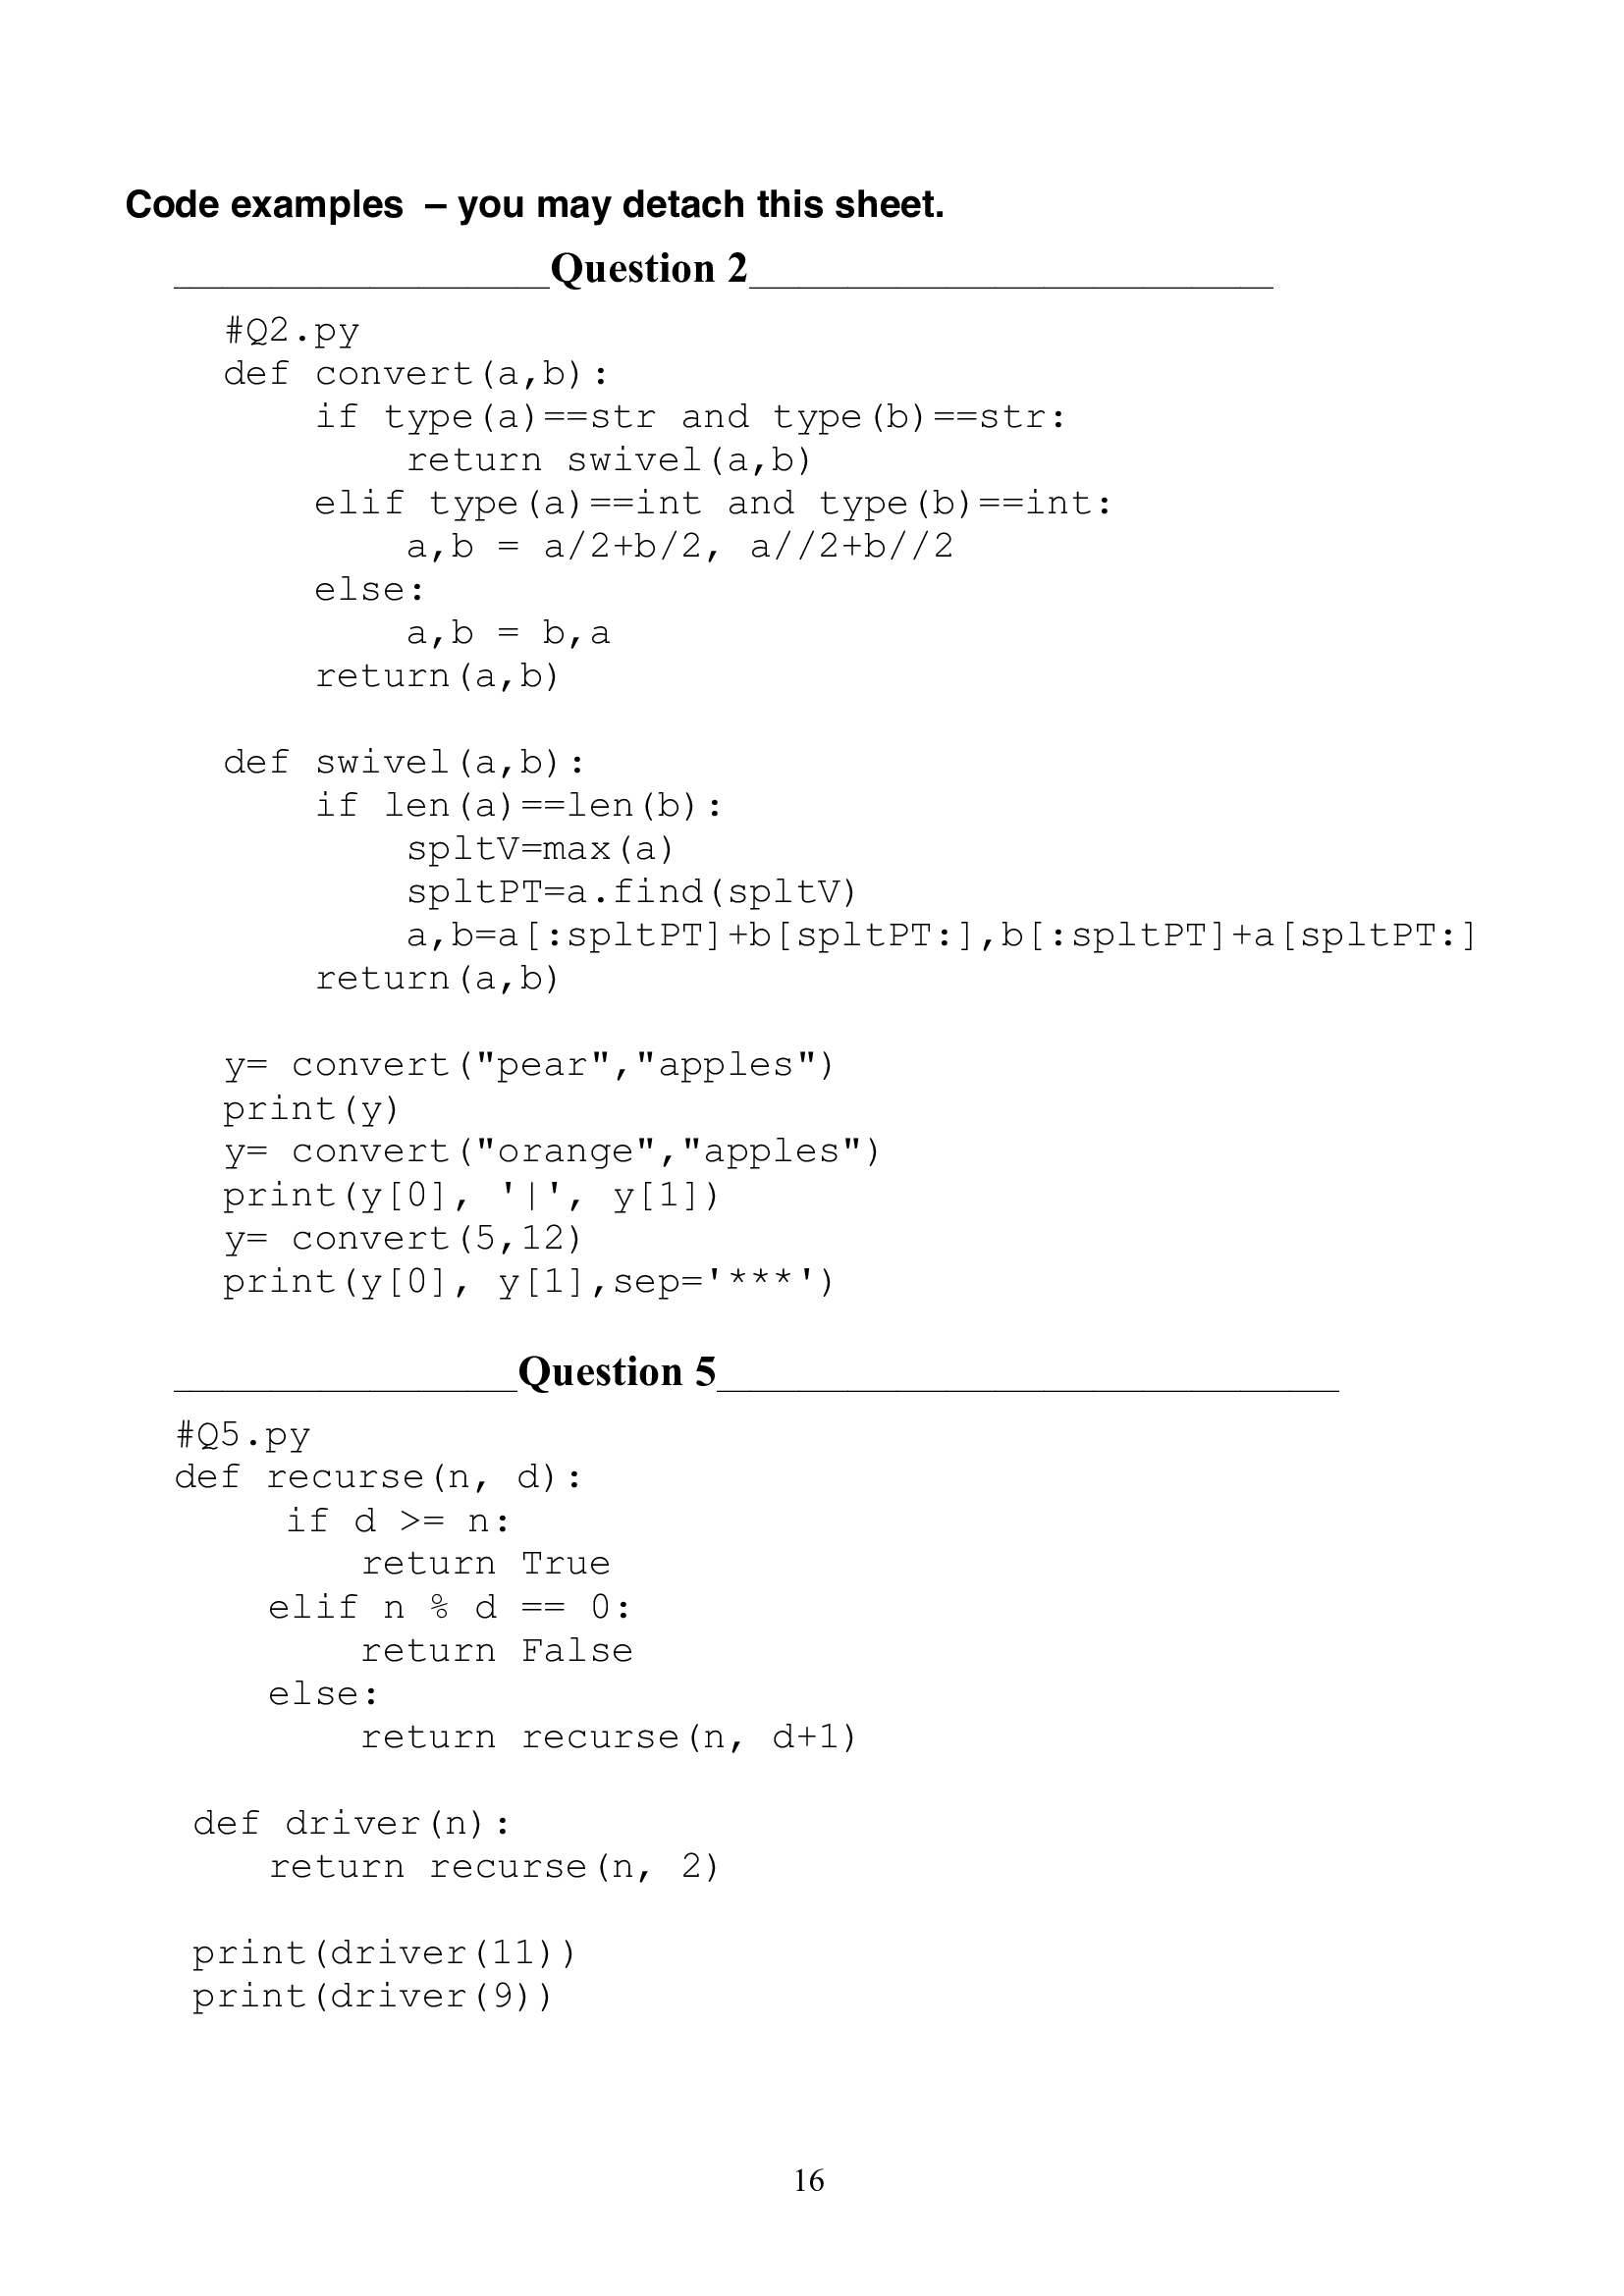 Code examples – you may detach this sheet.
Question 2
#Q2.py
def convert(a,b):
    if type(a)==str and type(b)==str:
        return swivel(a,b)
    elif type(a)==int and type(b)==int:
        a,b = a/2+b/2, a//2+b//2
    else:
        a,b = b,a
    return(a,b)

def swivel(a,b):
    if len(a)==len(b):
        spltV=max(a)
        spltPT=a.find(spltV)
        a,b=a[:spltPT]+b[spltPT:],b[:spltPT]+a[spltPT:]
    return(a,b)

y= convert("pear","apples")
print(y)
y= convert("orange","apples")
print(y[0], '|', y[1])
y= convert(5,12)
print(y[0], y[1],sep='***')

Question 5
#Q5.py
def recurse(n, d):
     if d >= n:
        return True
    elif n % d == 0:
        return False
    else:
        return recurse(n, d+1)

 def driver(n):
    return recurse(n, 2)

 print(driver(11))
 print(driver(9))

16